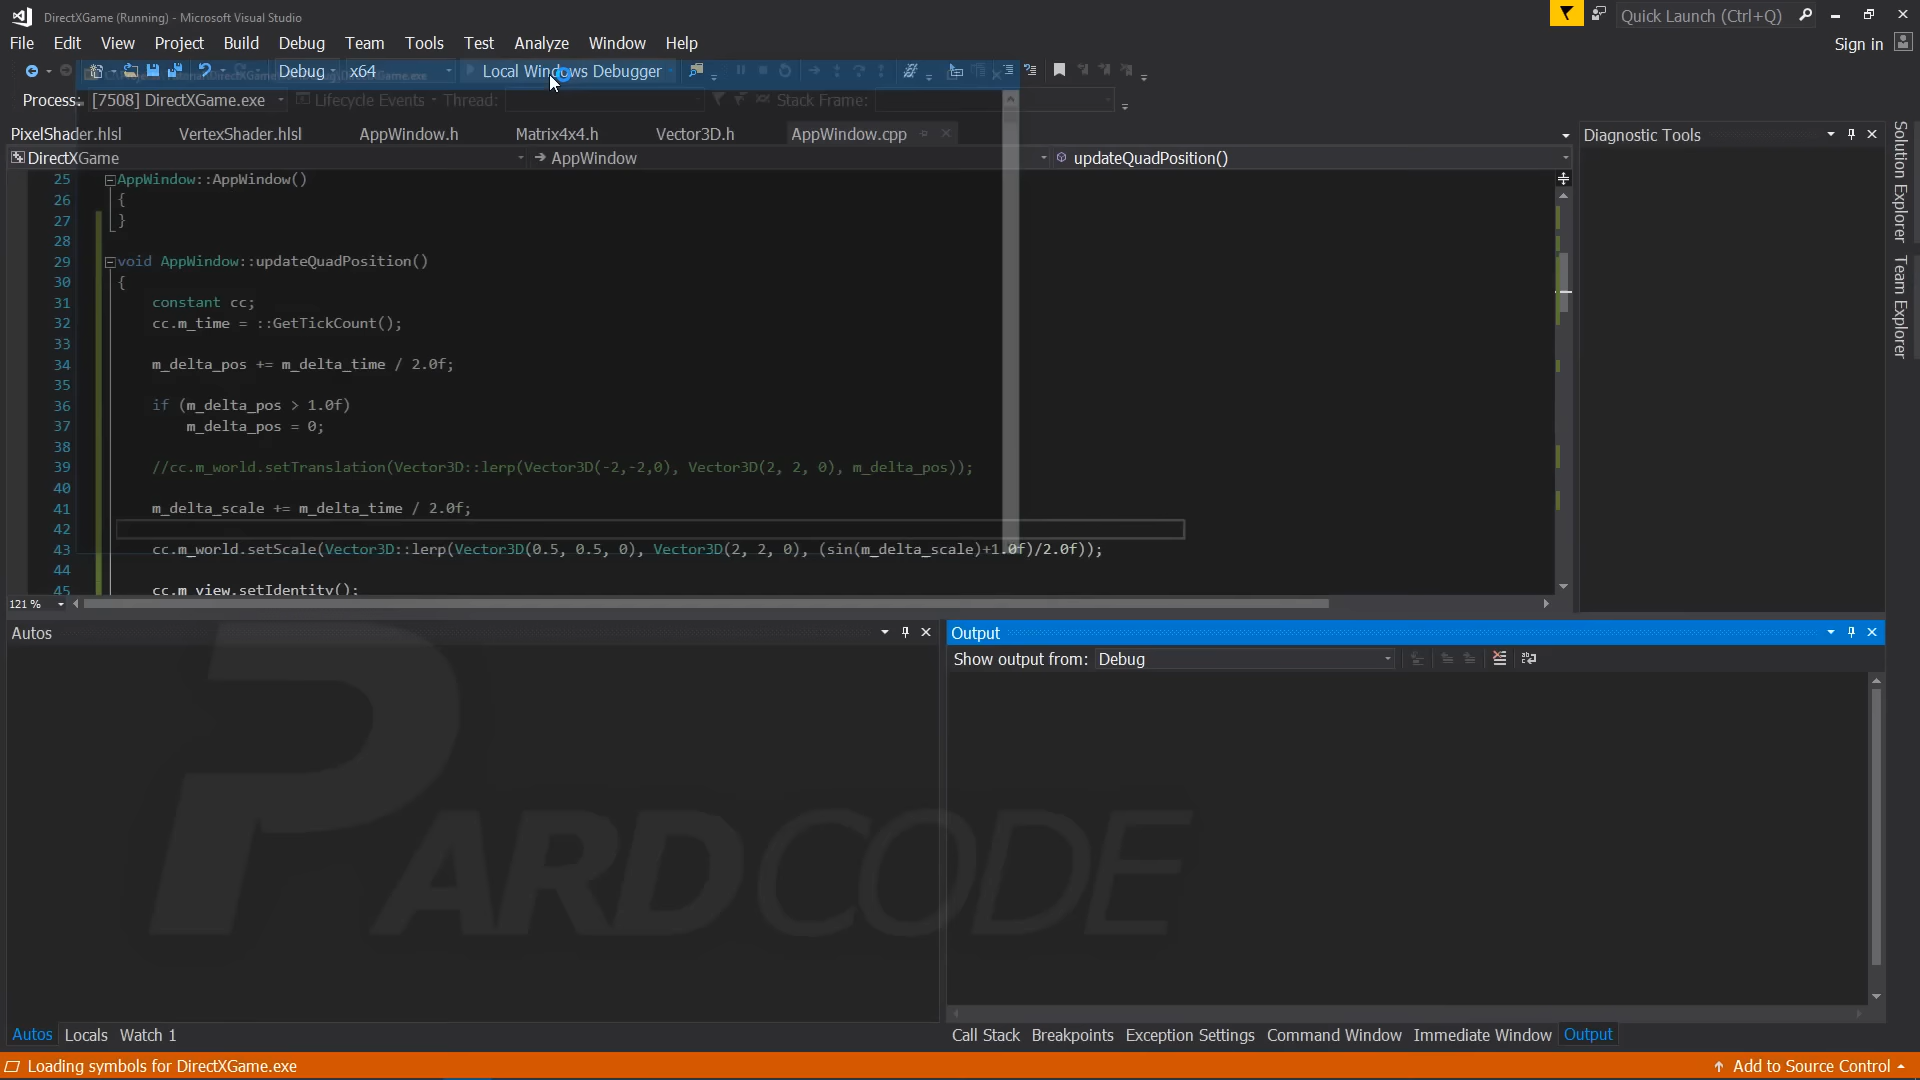 DirectXGame (Running) - Microsoft Visual Studio
Quick Launch (Ctrl+Q)
File Edit View Project Build Debug Team Tools Test Analyze Window Help
Sign in
Debug x64 Local Windows Debugger
Process: [7508] DirectXGame.exe Lifecycle Events Thread: Stack Frame:
PixelShader.hlsl VertexShader.hlsl AppWindow.h Matrix4x4.h Vector3D.h AppWindow.cpp
Diagnostic Tools
DirectXGame AppWindow updateQuadPosition()
Solution Explorer
Team Explorer
25 AppWindow::AppWindow()
26 {
27 }
28
29 void AppWindow::updateQuadPosition()
30 {
31 constant cc;
32 cc.m_time = ::GetTickCount();
33
34 m_delta_pos += m_delta_time / 2.0f;
35
36 if (m_delta_pos > 1.0f)
37 m_delta_pos = 0;
38
39 //cc.m_world.setTranslation(Vector3D::lerp(Vector3D(-2,-2,0), Vector3D(2, 2, 0), m_delta_pos));
40
41 m_delta_scale += m_delta_time / 2.0f;
42
43 cc.m_world.setScale(Vector3D::lerp(Vector3D(0.5, 0.5, 0), Vector3D(2, 2, 0), (sin(m_delta_scale)+1.0f)/2.0f));
44
45 cc.m_view.setIdentity();
121 %
Autos
Output
Show output from: Debug
PARDCODE
Autos Locals Watch 1
Call Stack Breakpoints Exception Settings Command Window Immediate Window Output
Loading symbols for DirectXGame.exe
Add to Source Control